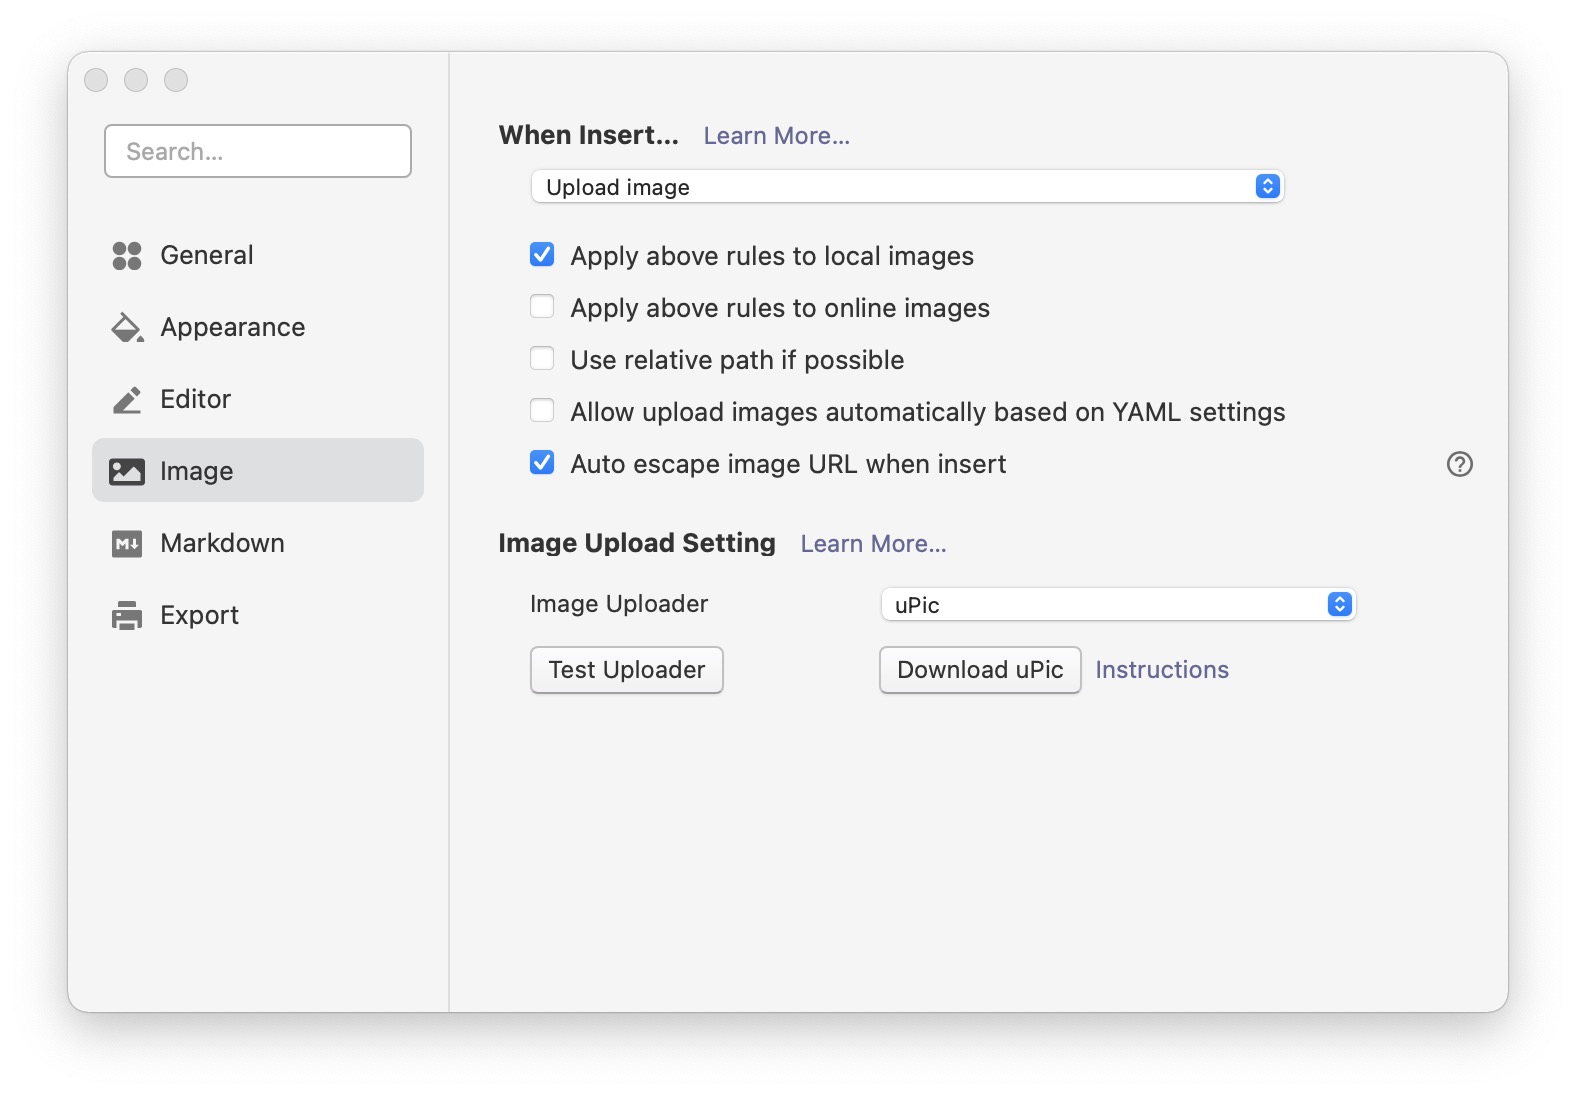 Search...
General
Appearance
Editor
Image
M↓ Markdown
Export
When Insert... Learn More...
Upload image
Apply above rules to local images
Apply above rules to online images
Use relative path if possible
Allow upload images automatically based on YAML settings
Auto escape image URL when insert ?
Image Upload Setting Learn More...
Image Uploader uPic
Test Uploader Download uPic Instructions